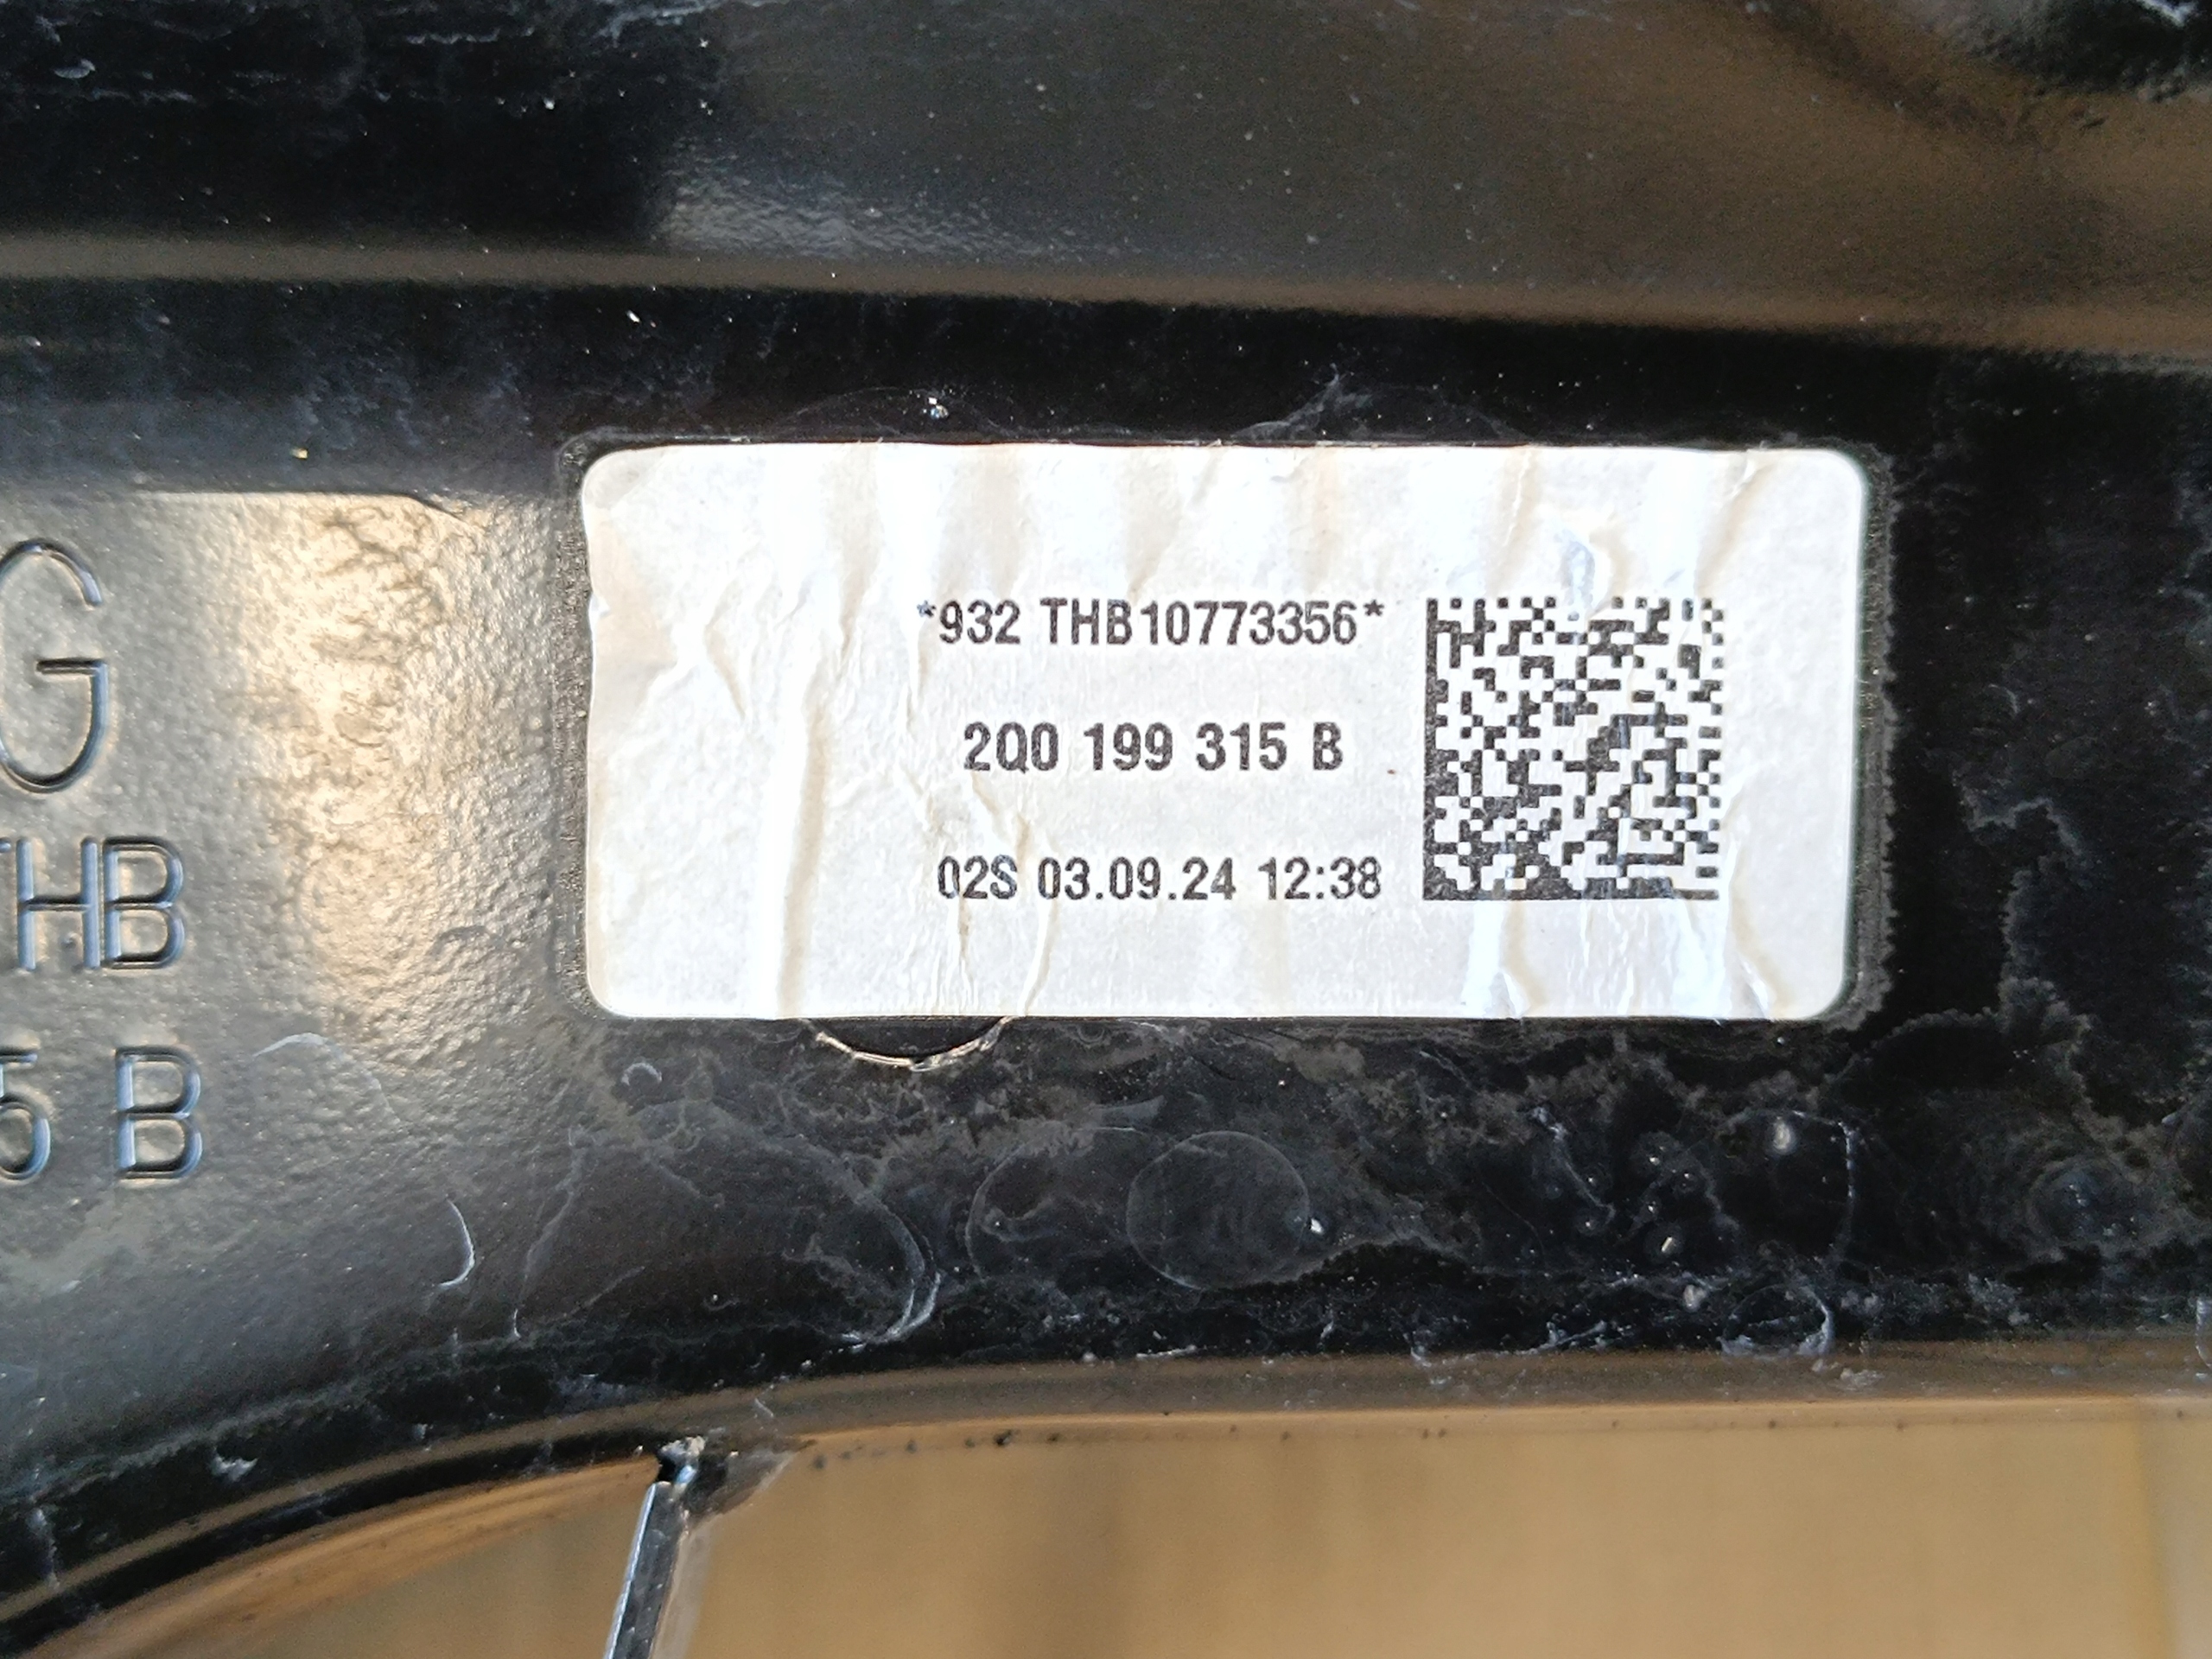 *932 THB10773356*
2Q0 199 315 B
02S 03.09.24 12:38
G
THB
5 B